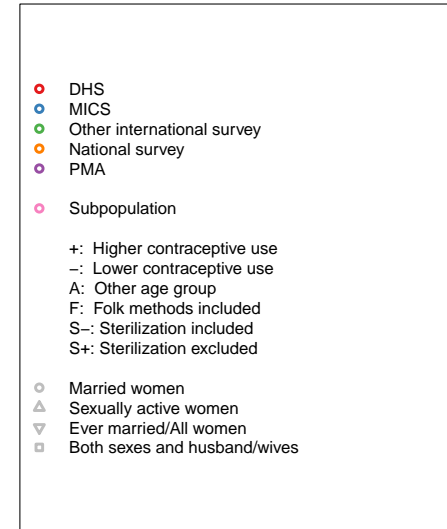 DHS
MICS
Other international survey
National survey
PMA
Subpopulation
+: Higher contraceptive use
−: Lower contraceptive use
A: Other age group
F: Folk methods included
S−: Sterilization included
S+: Sterilization excluded
Married women
Sexually active women
Ever married/All women
Both sexes and husband/wives